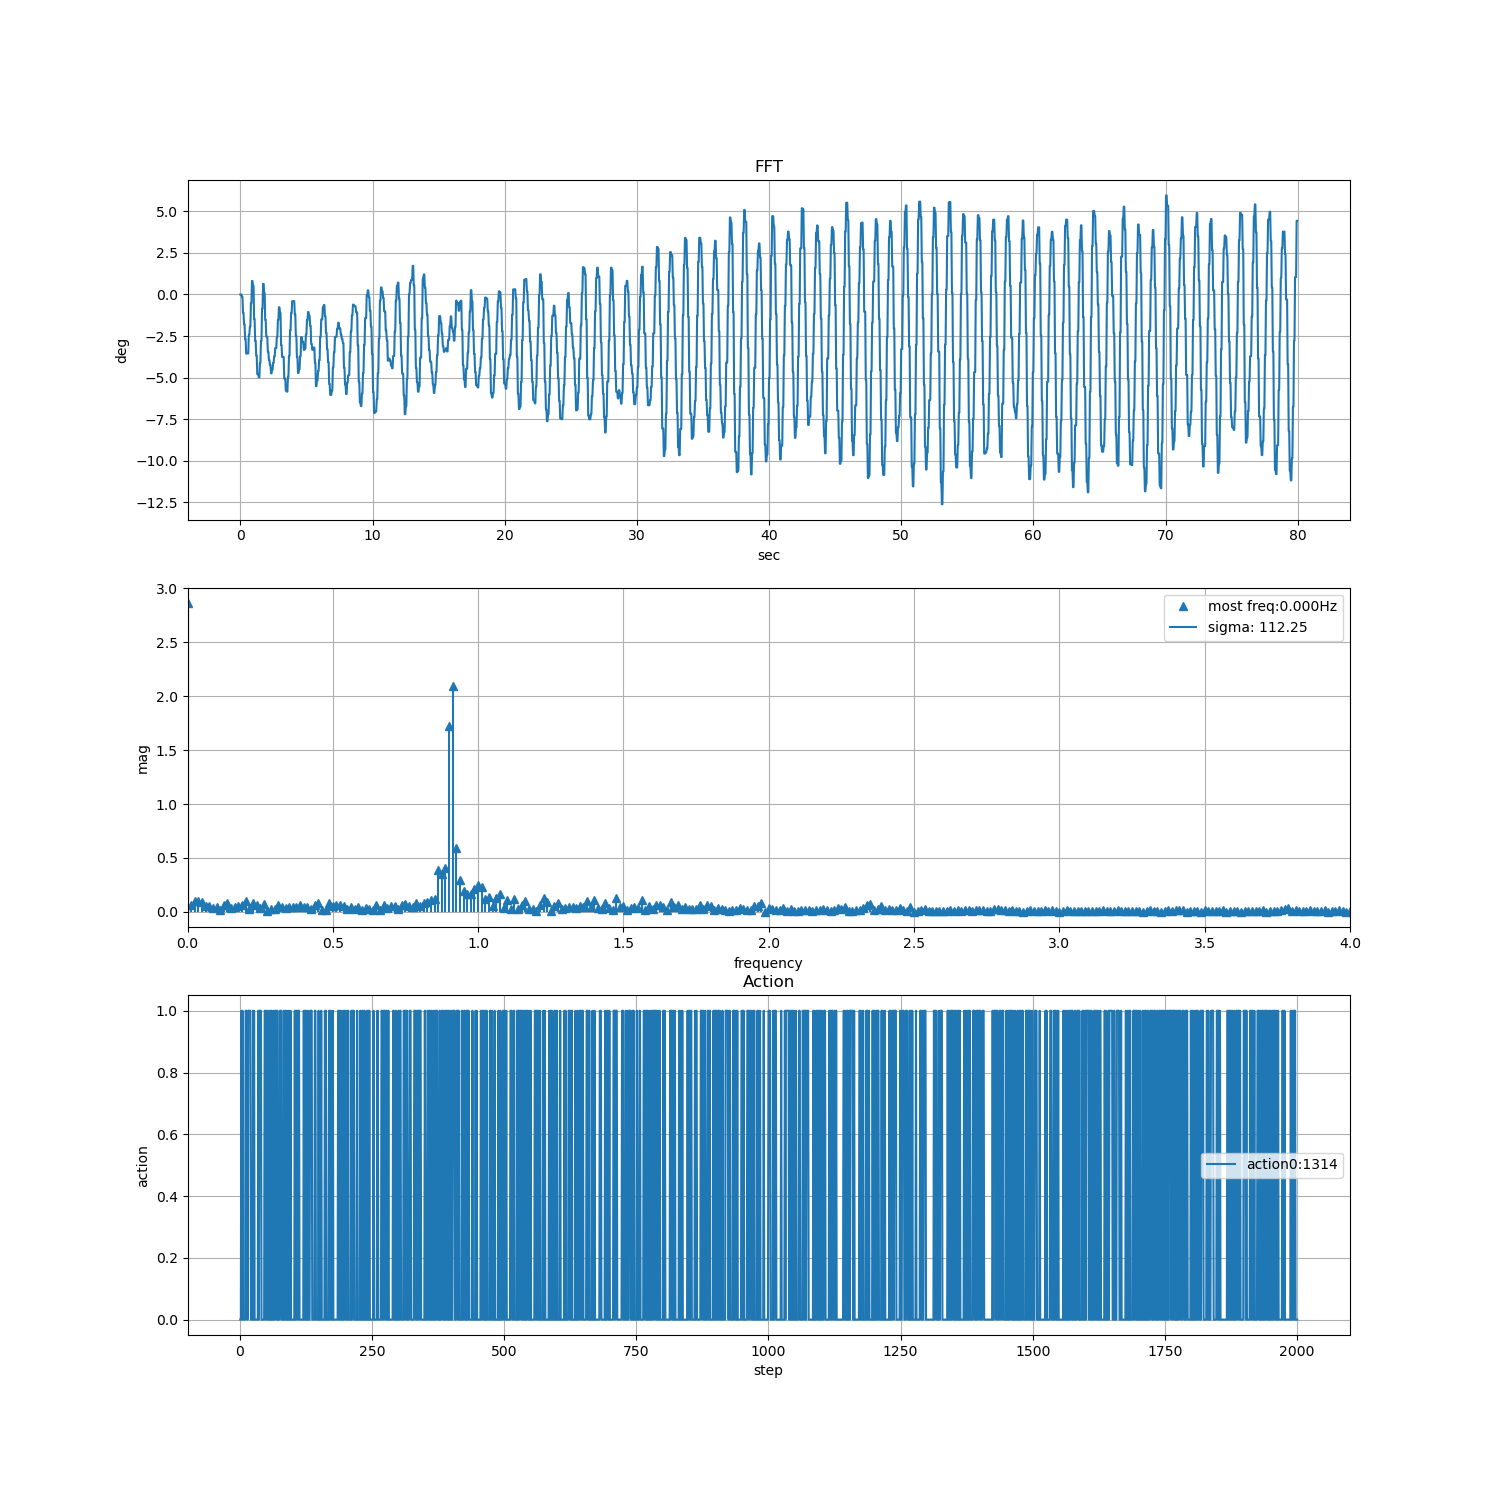 FFT
5.0
2.5
0.0
−2.5
−5.0
−7.5
−10.0
−12.5
deg
0 10 20 30 40 50 60 70 80
sec
3.0
2.5
2.0
1.5
1.0
0.5
0.0
mag
most freq:0.000Hz
sigma: 112.25
0.0 0.5 1.0 1.5 2.0 2.5 3.0 3.5 4.0
frequency
Action
1.0
0.8
0.6
0.4
0.2
0.0
action
action0:1314
0 250 500 750 1000 1250 1500 1750 2000
step